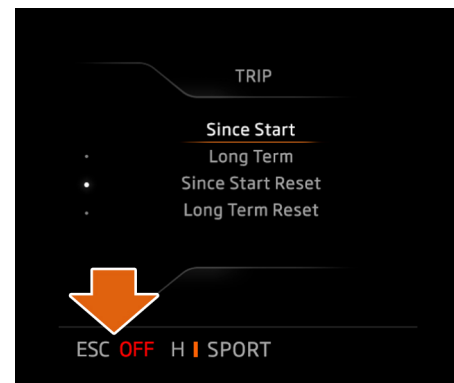 TRIP
Since Start
Long Term
Since Start Reset
Long Term Reset
ESC OFF H SPORT